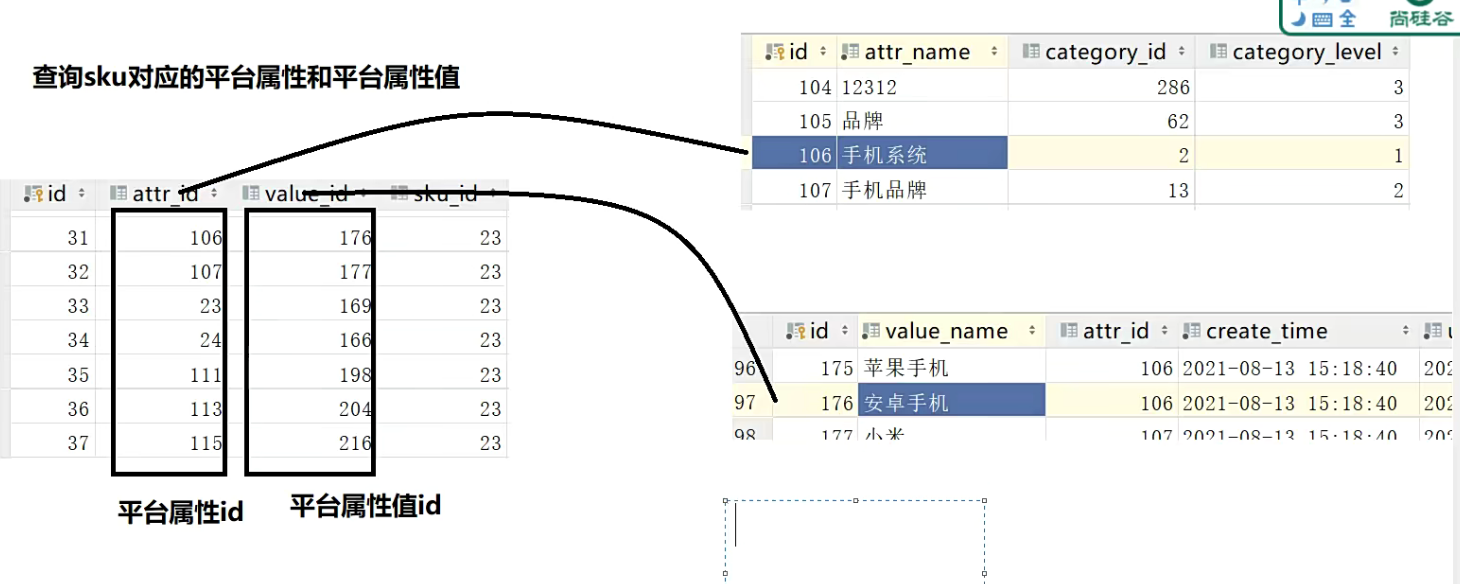 全 尚硅谷
查询sku对应的平台属性和平台属性值
id attr_name category_id category_level
104 12312 286 3
105 品牌 62 3
106 手机系统 2 1
107 手机品牌 13 2
id attr_id value_id sku_id
31 106 176 23
32 107 177 23
33 23 169 23
34 24 166 23
35 111 198 23
36 113 204 23
37 115 216 23
id value_name attr_id create_time
96 175 苹果手机 106 2021-08-13 15:18:40 202
97 176 安卓手机 106 2021-08-13 15:18:40 202
98 177 小米 107 2021-08-13 15:18:40 202
平台属性id 平台属性值id